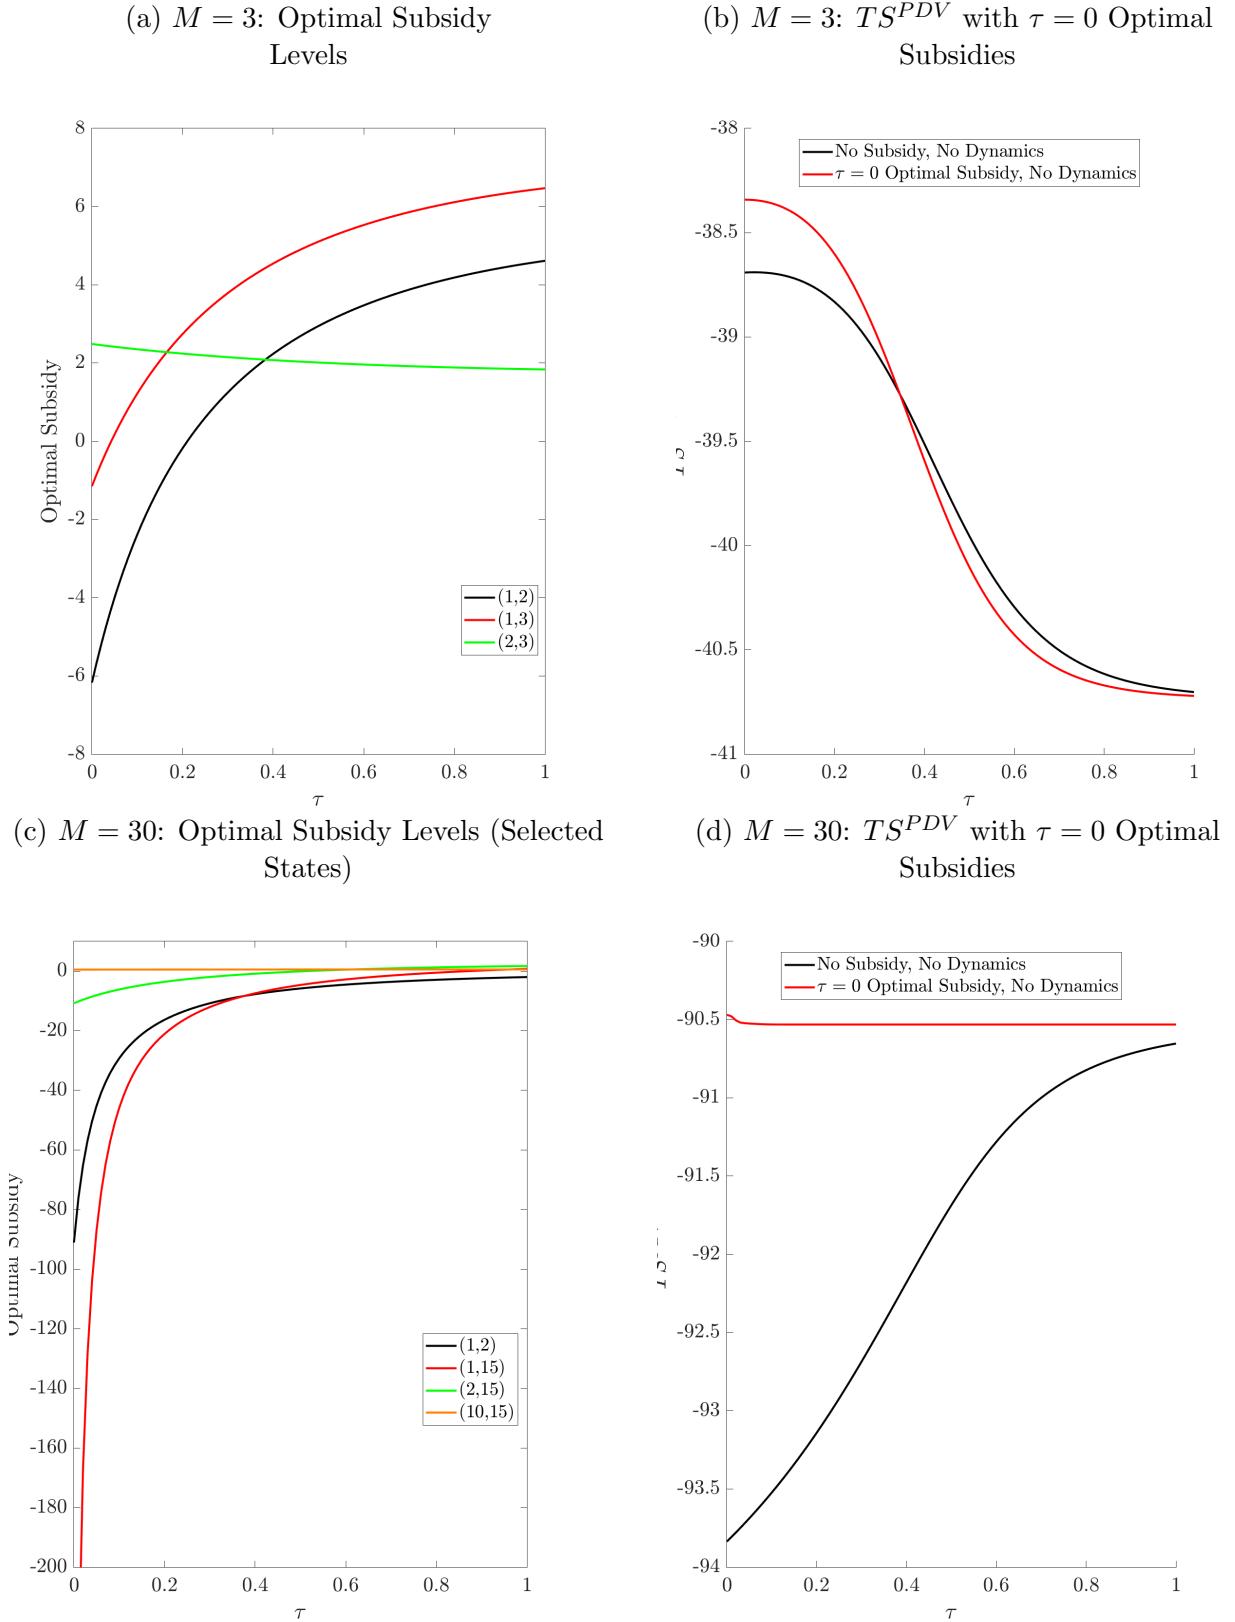 (a) M = 3: Optimal Subsidy
Levels
(b) M = 3: TS^{PDV} with τ = 0 Optimal
Subsidies
8
6
4
2
0
-2
-4
-6
-8
Optimal Subsidy
(1,2)
(1,3)
(2,3)
0 0.2 0.4 0.6 0.8 1
τ
-38
-38.5
-39
-39.5
-40
-40.5
-41
No Subsidy, No Dynamics
τ = 0 Optimal Subsidy, No Dynamics
0 0.2 0.4 0.6 0.8 1
τ
(c) M = 30: Optimal Subsidy Levels (Selected
States)
(d) M = 30: TS^{PDV} with τ = 0 Optimal
Subsidies
0
-20
-40
-60
-80
-100
-120
-140
-160
-180
-200
Optimal Subsidy
(1,2)
(1,15)
(2,15)
(10,15)
0 0.2 0.4 0.6 0.8 1
τ
-90
-90.5
-91
-91.5
-92
-92.5
-93
-93.5
-94
No Subsidy, No Dynamics
τ = 0 Optimal Subsidy, No Dynamics
0 0.2 0.4 0.6 0.8 1
τ